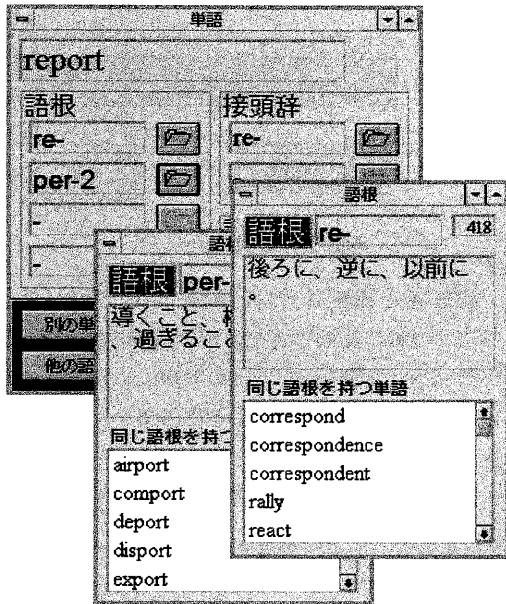 単語
report
語根
接頭辞
re-
re-
per-2
-
-
-
別の単
他の語
語根
per-
導くこと、
、過ぎるこ
同じ語根を持つ
airport
comport
deport
disport
export
語根
語根
re-
418
後ろに、逆に、以前に
。
同じ語根を持つ単語
correspond
correspondence
correspondent
rally
react